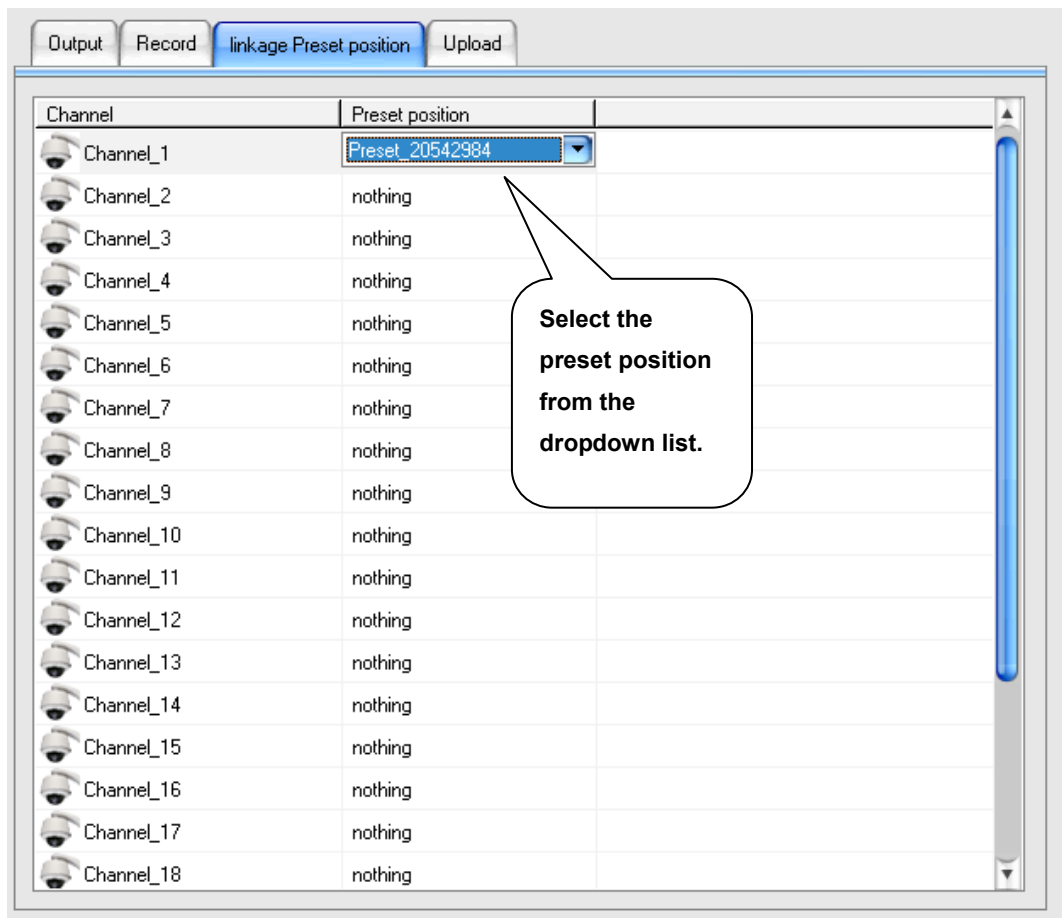 Output Record linkage Preset position Upload
Channel Preset position
Channel_1 Preset_20542984
Channel_2 nothing
Channel_3 nothing
Channel_4 nothing
Channel_5 nothing
Channel_6 nothing
Channel_7 nothing
Channel_8 nothing
Channel_9 nothing
Channel_10 nothing
Channel_11 nothing
Channel_12 nothing
Channel_13 nothing
Channel_14 nothing
Channel_15 nothing
Channel_16 nothing
Channel_17 nothing
Channel_18 nothing
Select the
preset position
from the
dropdown list.